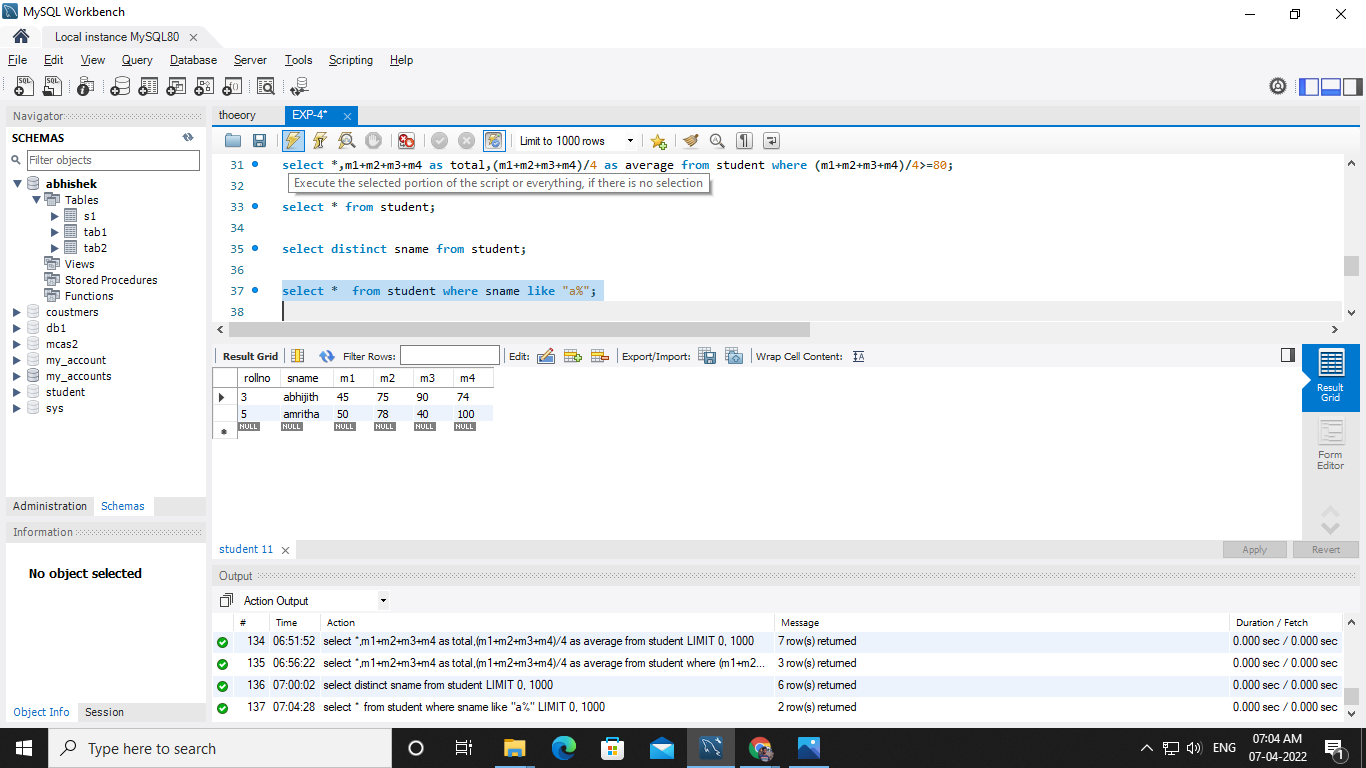 MySQL Workbench
Local instance MySQL80
File Edit View Query Database Server Tools Scripting Help
Navigator
SCHEMAS
Filter objects
abhishek
Tables
s1
tab1
tab2
Views
Stored Procedures
Functions
coustmers
db1
mcas2
my_account
my_accounts
student
sys
Administration Schemas
Information
No object selected
Object Info Session
thoeory EXP-4*
Limit to 1000 rows
31 select *,m1+m2+m3+m4 as total,(m1+m2+m3+m4)/4 as average from student where (m1+m2+m3+m4)/4>=80;
32
Execute the selected portion of the script or everything, if there is no selection
33 select * from student;
34
35 select distinct sname from student;
36
37 select *  from student where sname like "a%";
38
Result Grid Filter Rows: Edit: Export/Import: Wrap Cell Content:
rollno sname m1 m2 m3 m4
3 abhijith 45 75 90 74
5 amritha 50 78 40 100
NULL NULL NULL NULL NULL NULL
Result Grid
Form Editor
student 11
Apply Revert
Output
Action Output
# Time Action Message Duration / Fetch
134 06:51:52 select *,m1+m2+m3+m4 as total,(m1+m2+m3+m4)/4 as average from student LIMIT 0, 1000 7 row(s) returned 0.000 sec / 0.000 sec
135 06:56:22 select *,m1+m2+m3+m4 as total,(m1+m2+m3+m4)/4 as average from student where (m1+m2... 3 row(s) returned 0.000 sec / 0.000 sec
136 07:00:02 select distinct sname from student LIMIT 0, 1000 6 row(s) returned 0.000 sec / 0.000 sec
137 07:04:28 select *  from student where sname like "a%" LIMIT 0, 1000 2 row(s) returned 0.000 sec / 0.000 sec
Type here to search
ENG
07:04 AM
07-04-2022
1